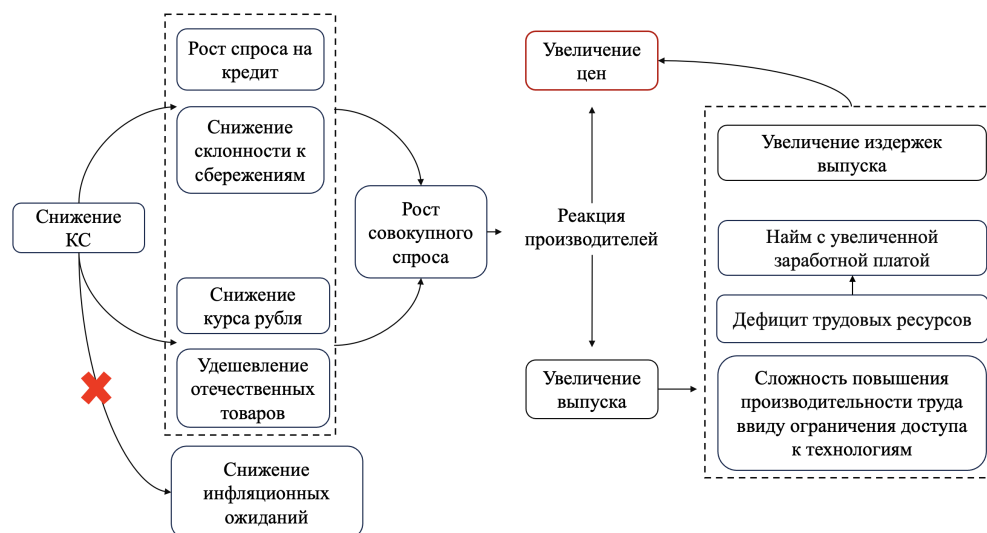 Снижение
КС
Рост спроса на
кредит
Снижение
склонности к
сбережениям
Снижение
курса рубля
Удешевление
отечественных
товаров
Снижение
инфляционных
ожиданий
Рост
совокупного
спроса
Увеличение
цен
Реакция
производителей
Увеличение
выпуска
Увеличение издержек
выпуска
Найм с увеличенной
заработной платой
Дефицит трудовых ресурсов
Сложность повышения
производительности труда
ввиду ограничения доступа
к технологиям